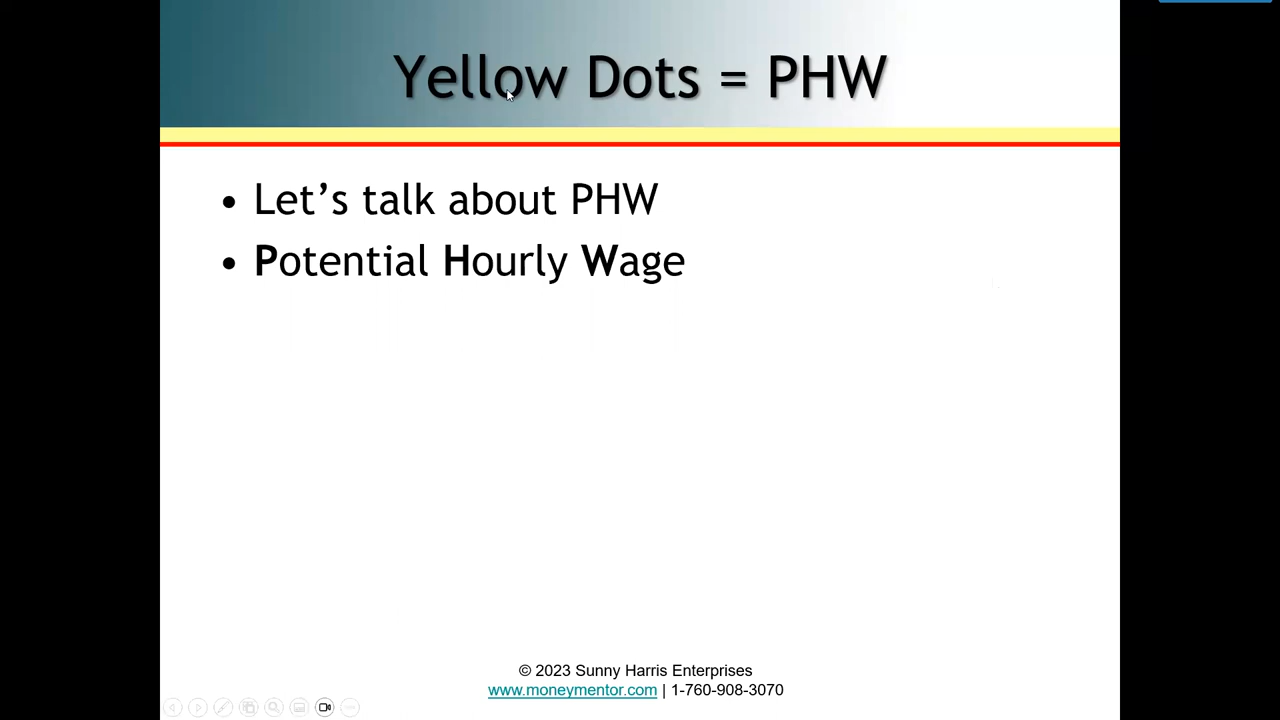 Yellow Dots = PHW
• Let’s talk about PHW
• Potential Hourly Wage
© 2023 Sunny Harris Enterprises
www.moneymentor.com | 1-760-908-3070